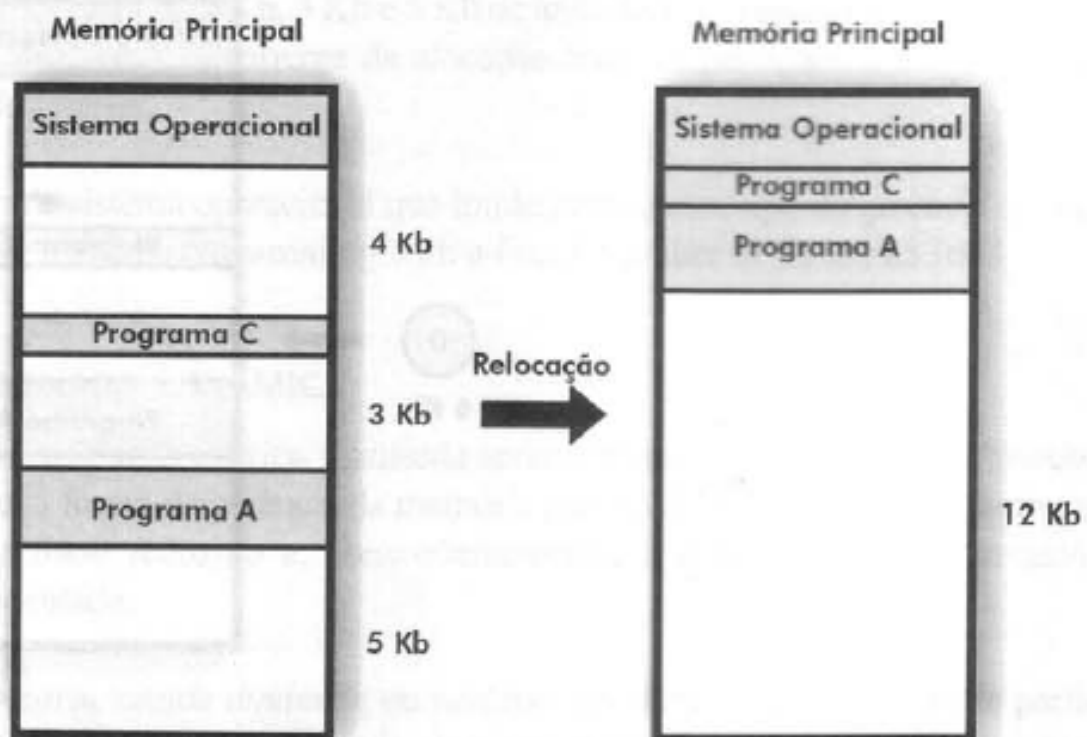 Memória Principal
Sistema Operacional
4 Kb
Programa C
3 Kb
Programa A
5 Kb
Relocação
Memória Principal
Sistema Operacional
Programa C
Programa A
12 Kb